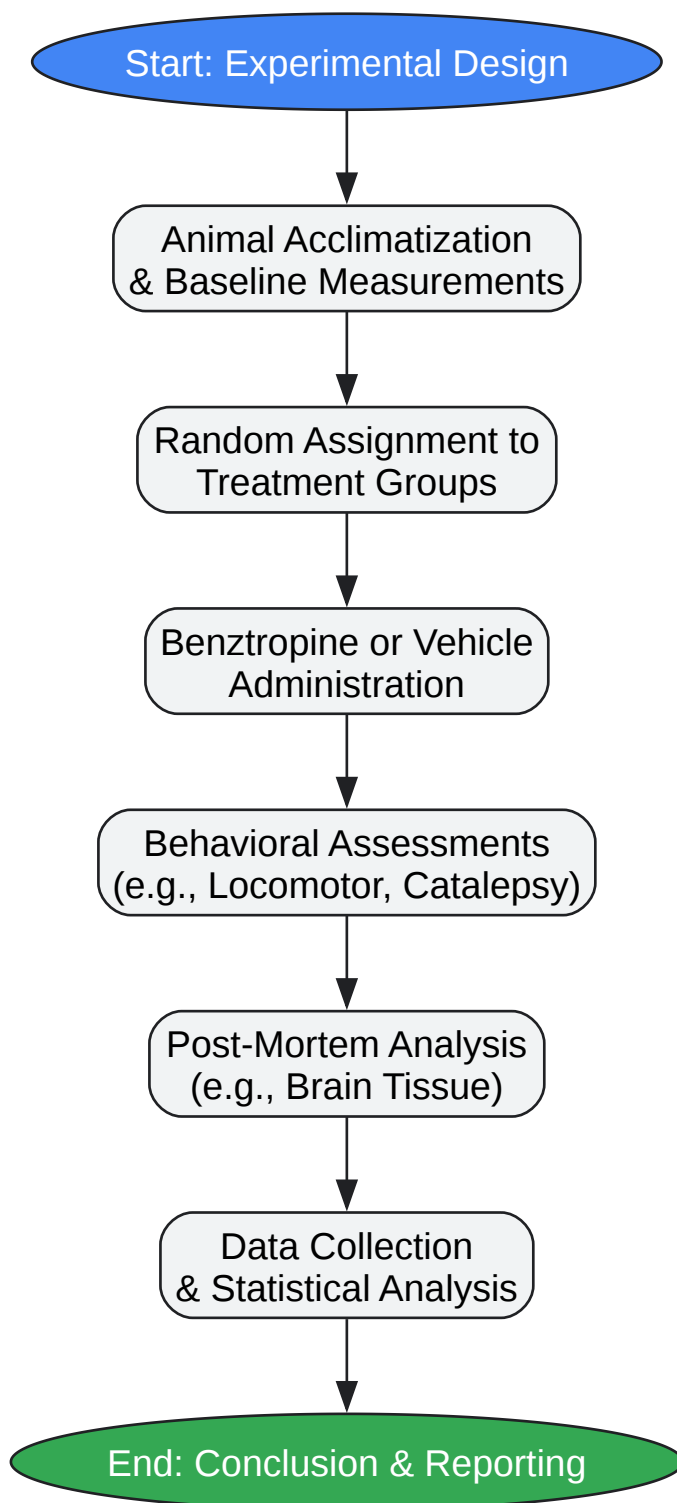 Start: Experimental Design
Animal Acclimatization
& Baseline Measurements
Random Assignment to
Treatment Groups
Benztropine or Vehicle
Administration
Behavioral Assessments
(e.g., Locomotor, Catalepsy)
Post-Mortem Analysis
(e.g., Brain Tissue)
Data Collection
& Statistical Analysis
End: Conclusion & Reporting